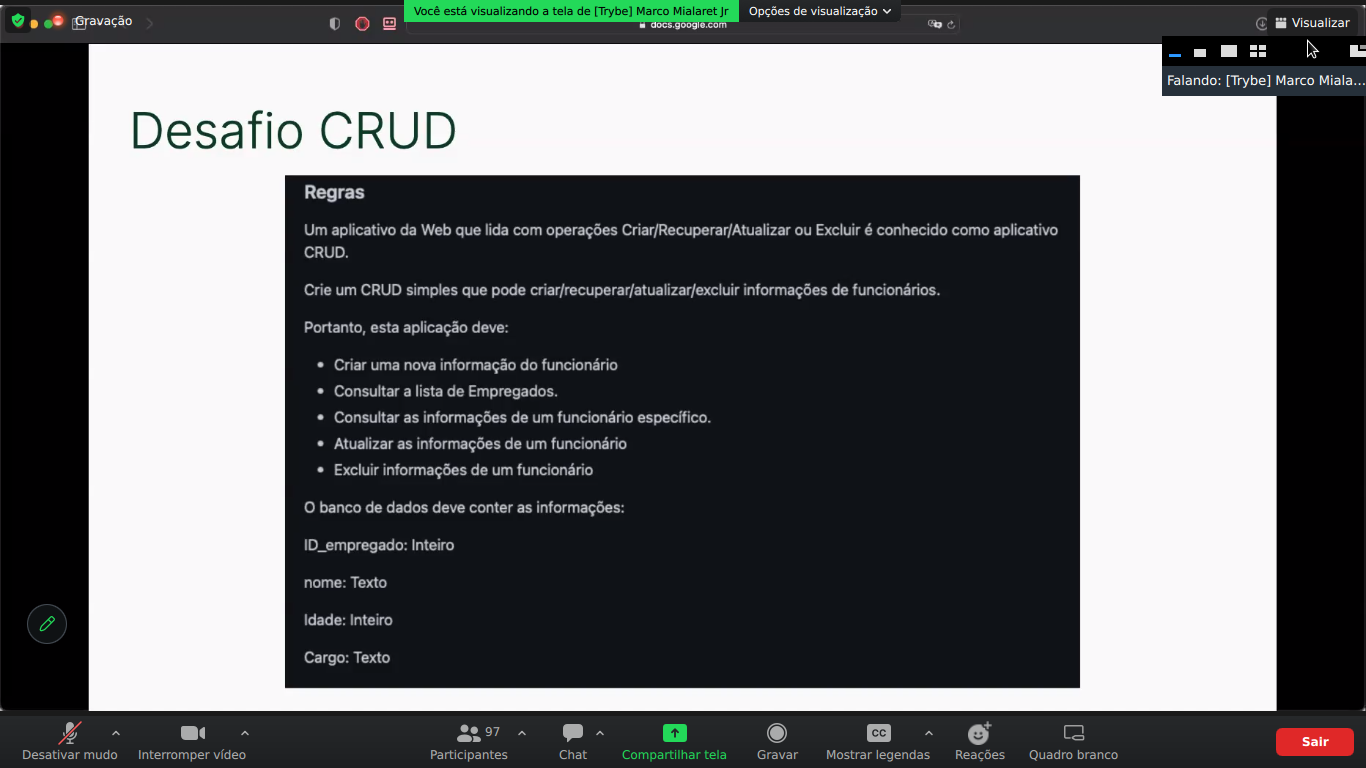 Gravação
Você está visualizando a tela de [Trybe] Marco Mialaret Jr
Opções de visualização
docs.google.com
Visualizar
Falando: [Trybe] Marco Miala...
Desafio CRUD
Regras
Um aplicativo da Web que lida com operações Criar/Recuperar/Atualizar ou Excluir é conhecido como aplicativo
CRUD.
Crie um CRUD simples que pode criar/recuperar/atualizar/excluir informações de funcionários.
Portanto, esta aplicação deve:
• Criar uma nova informação do funcionário
• Consultar a lista de Empregados.
• Consultar as informações de um funcionário específico.
• Atualizar as informações de um funcionário
• Excluir informações de um funcionário
O banco de dados deve conter as informações:
ID_empregado: Inteiro
nome: Texto
Idade: Inteiro
Cargo: Texto
Desativar mudo
Interromper vídeo
97
Participantes
Chat
Compartilhar tela
Gravar
CC
Mostrar legendas
Reações
Quadro branco
Sair